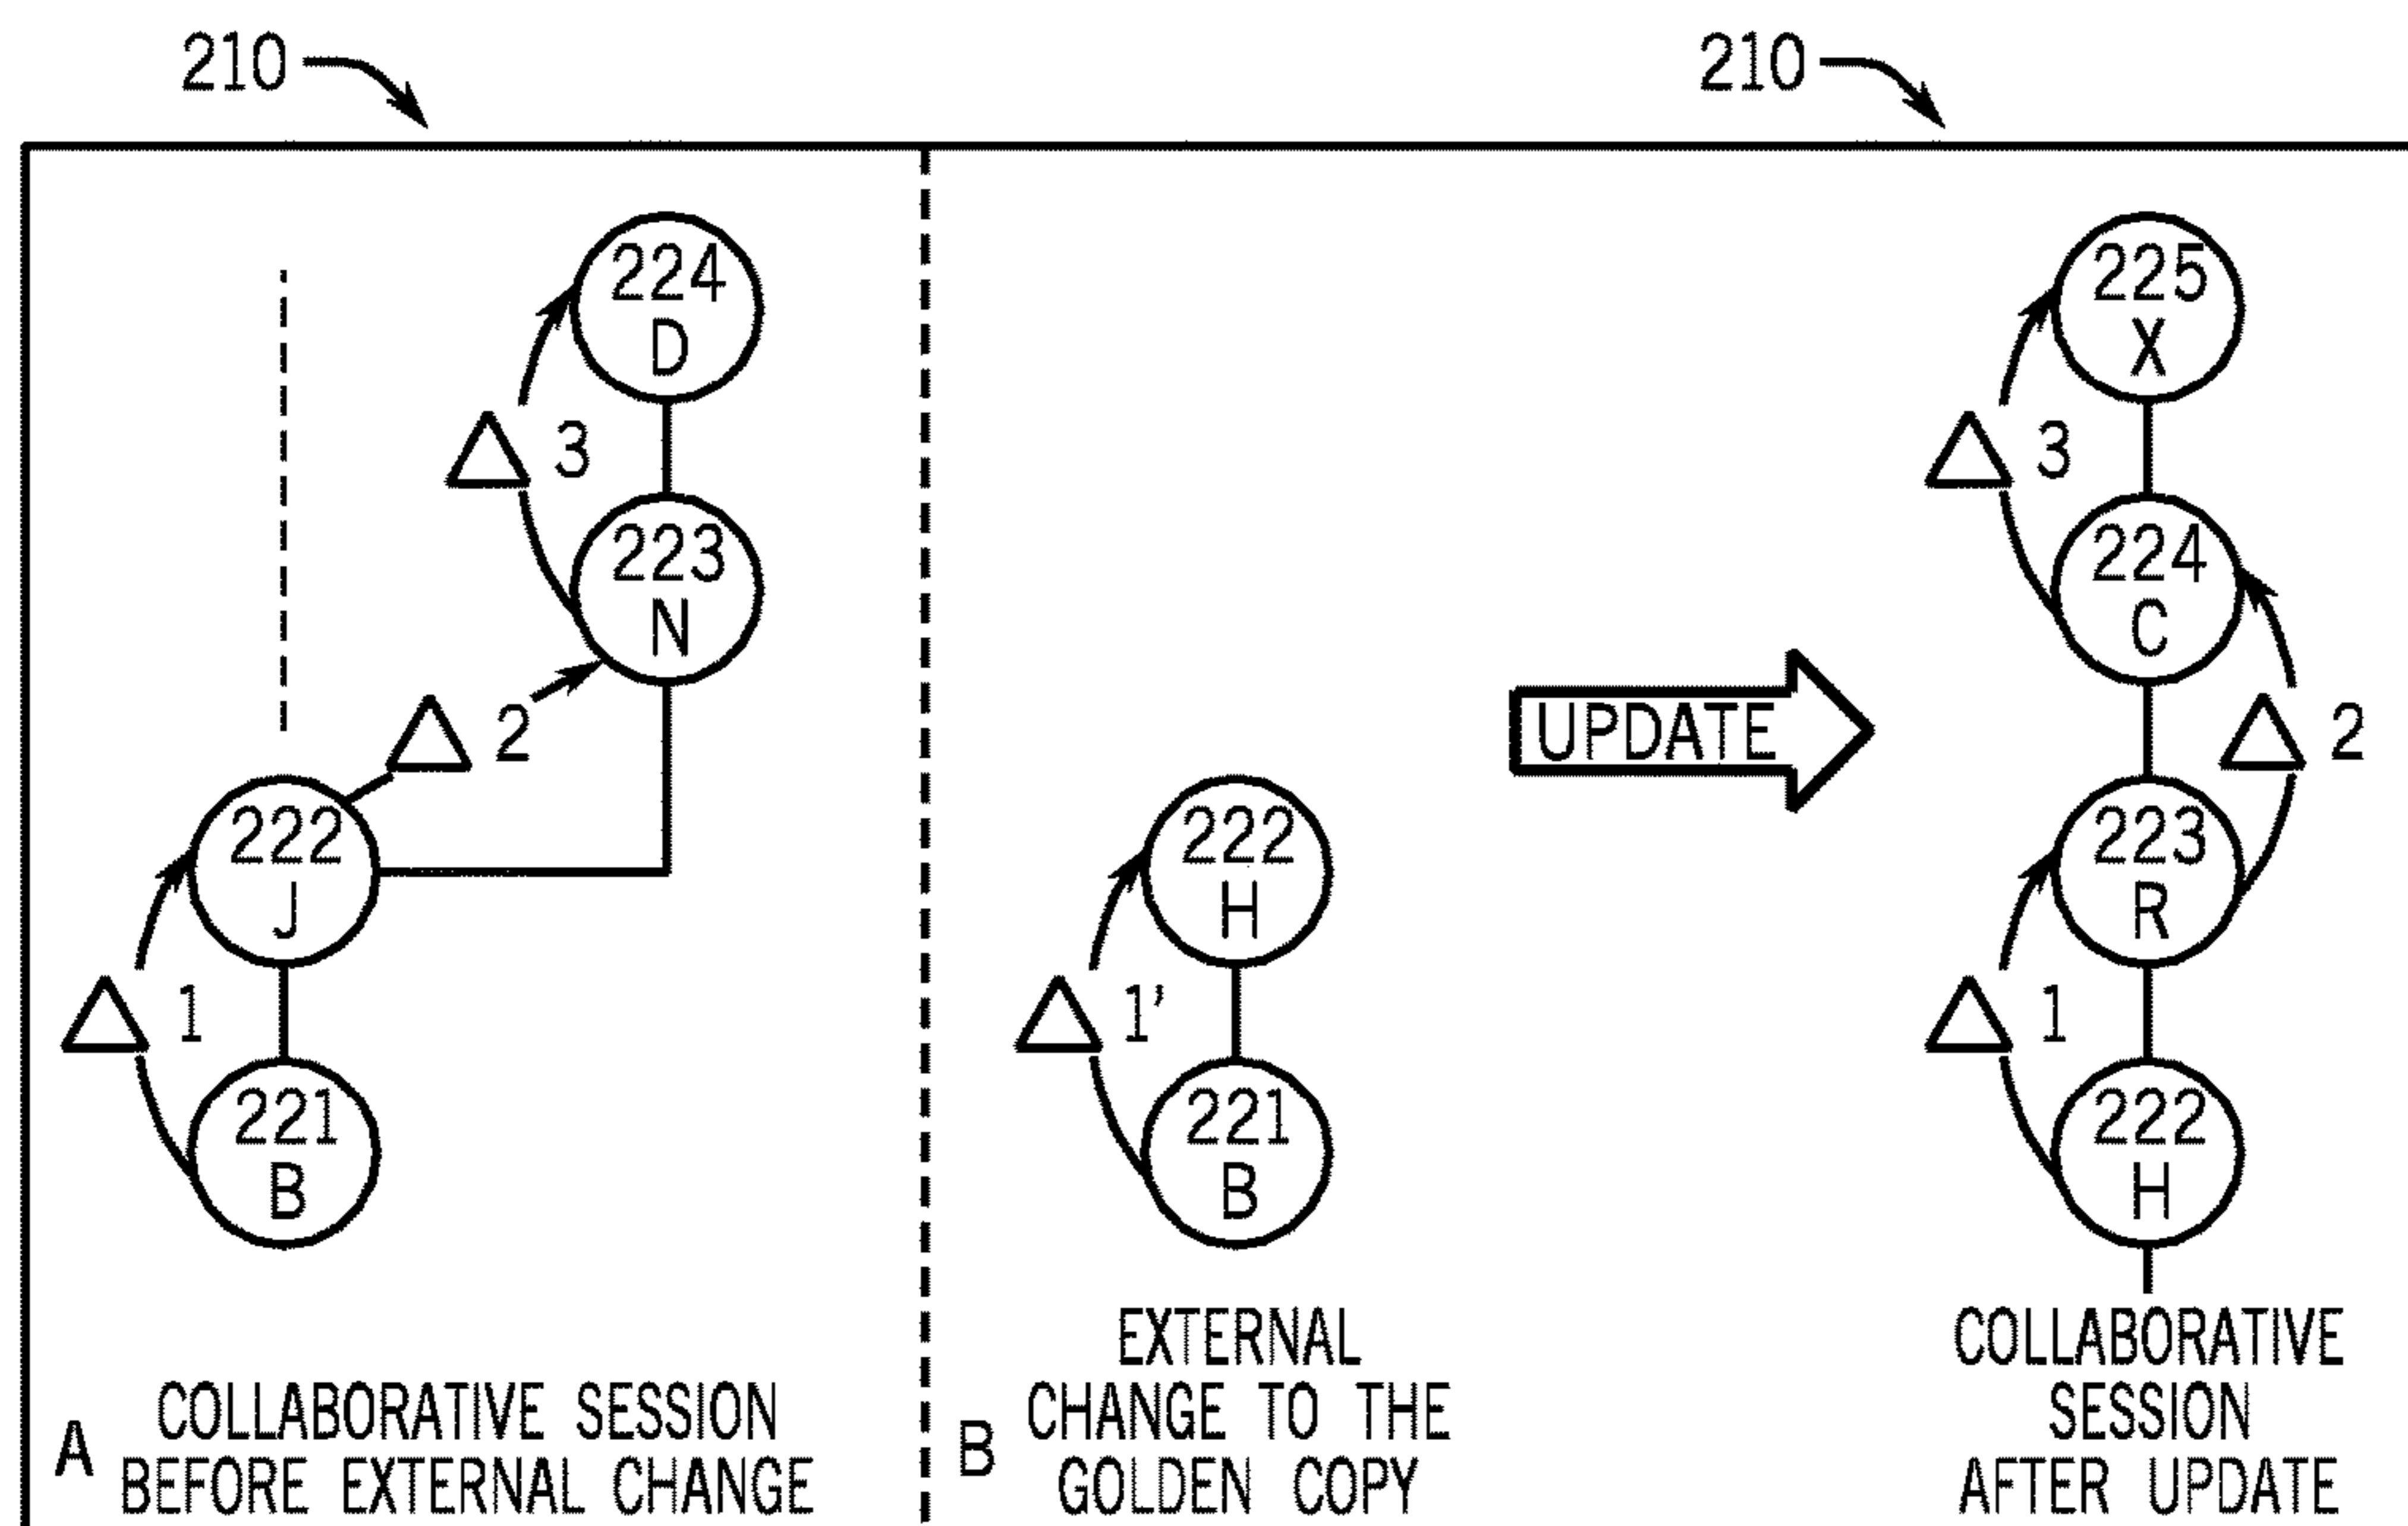 210
210
224
D
△ 3
223
N
△ 2
222
J
△ 1
221
B
A
COLLABORATIVE SESSION
BEFORE EXTERNAL CHANGE
222
H
△ 1'
221
B
B
EXTERNAL
CHANGE TO THE
GOLDEN COPY
UPDATE
225
X
△ 3
224
C
△ 2
223
R
△ 1
222
H
COLLABORATIVE
SESSION
AFTER UPDATE